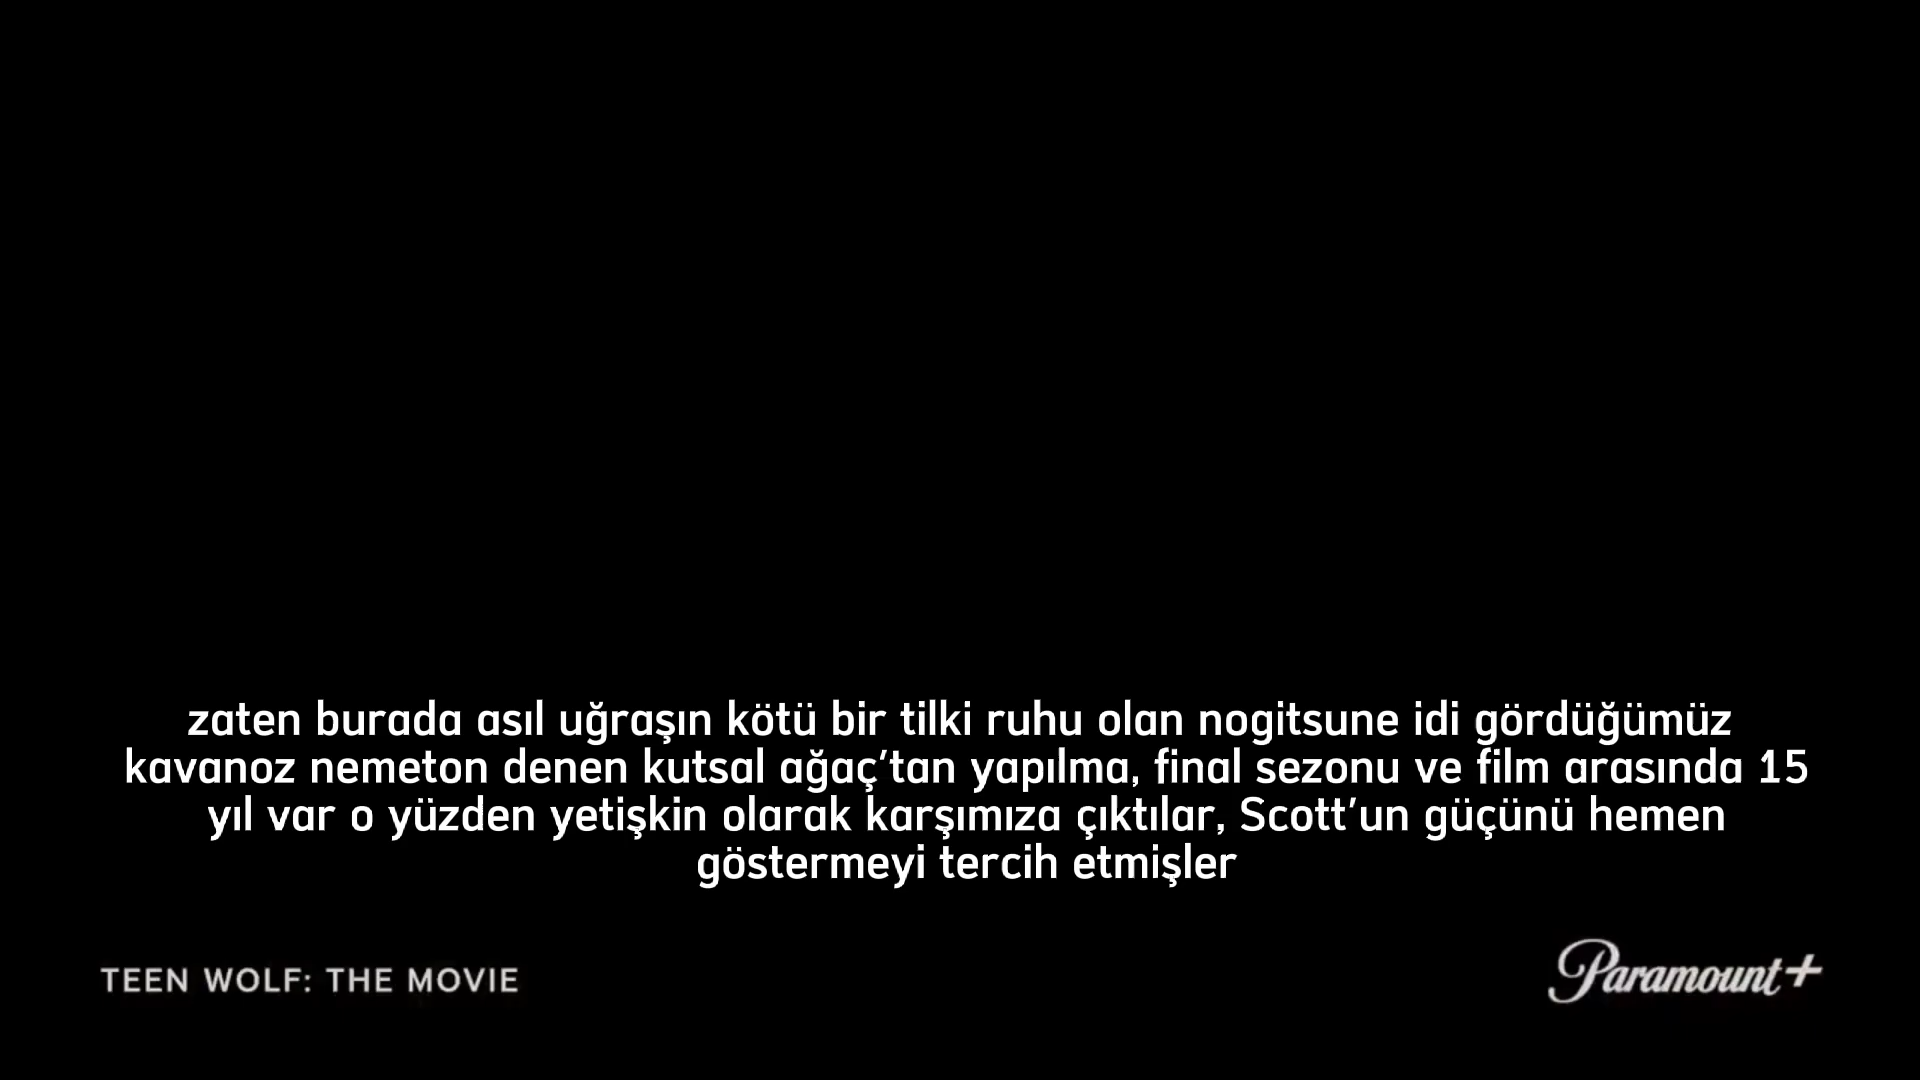 zaten burada asıl uğraşın kötü bir tilki ruhu olan nogitsune idi gördüğümüz
kavanoz nemeton denen kutsal ağaç’tan yapılma, final sezonu ve film arasında 15
yıl var o yüzden yetişkin olarak karşımıza çıktılar, Scott’un güçünü hemen
göstermeyi tercih etmişler
TEEN WOLF: THE MOVIE
Paramount+